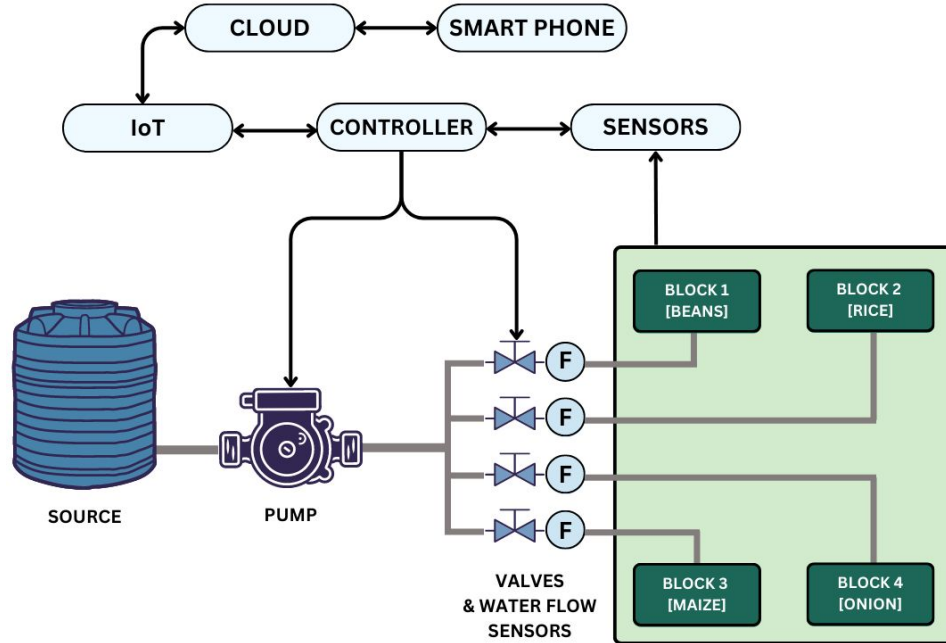 CLOUD
SMART PHONE
IoT
CONTROLLER
SENSORS
BLOCK 1
[BEANS]
BLOCK 2
[RICE]
F
F
F
F
SOURCE
PUMP
VALVES
& WATER FLOW
SENSORS
BLOCK 3
[MAIZE]
BLOCK 4
[ONION]